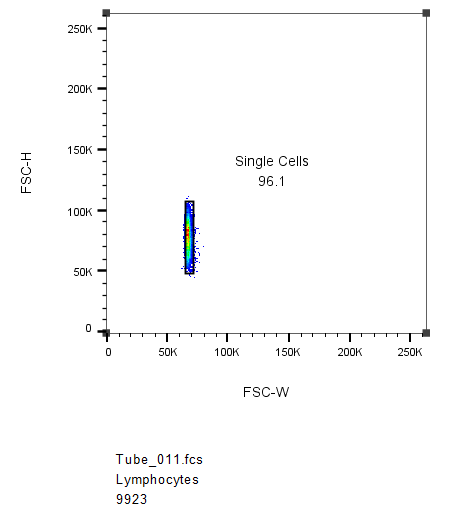 250K
200K
150K
100K
50K
0
FSC-H
Single Cells
96.1
0 50K 100K 150K 200K 250K
FSC-W
Tube_011.fcs
Lymphocytes
9923